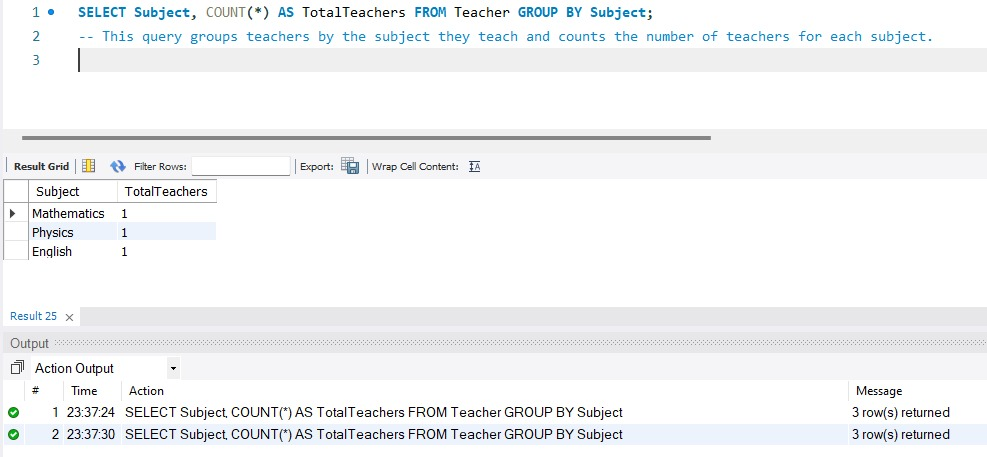 1 SELECT Subject, COUNT(*) AS TotalTeachers FROM Teacher GROUP BY Subject;
2 -- This query groups teachers by the subject they teach and counts the number of teachers for each subject.
3
Result Grid Filter Rows: Export: Wrap Cell Content:
Subject TotalTeachers
Mathematics 1
Physics 1
English 1
Result 25
Output
Action Output
# Time Action Message
1 23:37:24 SELECT Subject, COUNT(*) AS TotalTeachers FROM Teacher GROUP BY Subject 3 row(s) returned
2 23:37:30 SELECT Subject, COUNT(*) AS TotalTeachers FROM Teacher GROUP BY Subject 3 row(s) returned